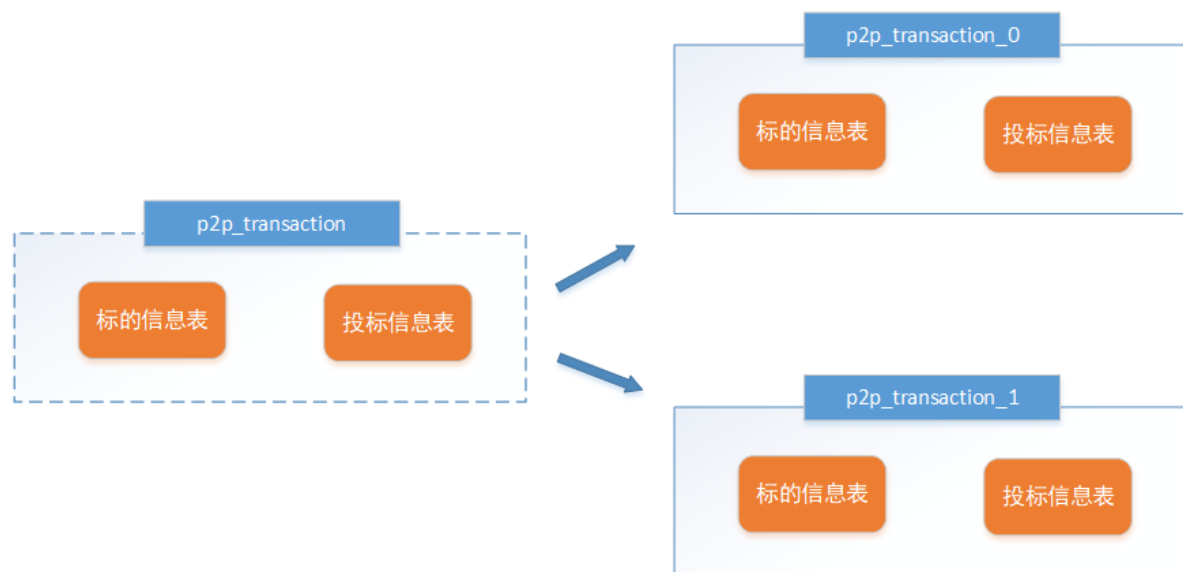 p2p_transaction
标的信息表
投标信息表
p2p_transaction_0
标的信息表
投标信息表
p2p_transaction_1
标的信息表
投标信息表